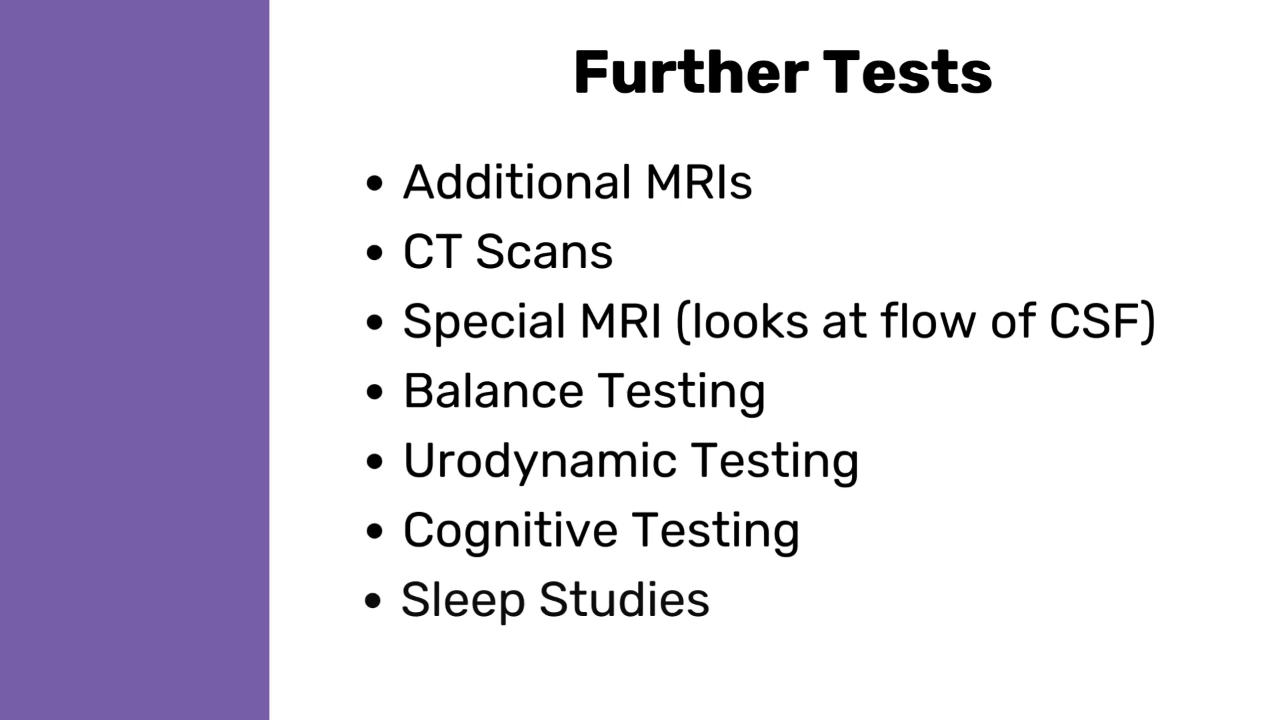 Further Tests
• Additional MRIs
• CT Scans
• Special MRI (looks at flow of CSF)
• Balance Testing
• Urodynamic Testing
• Cognitive Testing
• Sleep Studies